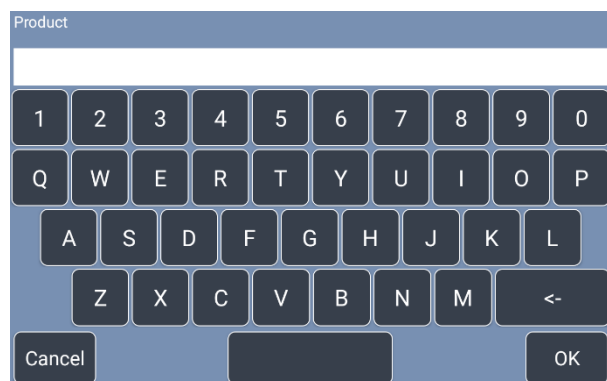 Product
1 2 3 4 5 6 7 8 9 0
Q W E R T Y U I O P
A S D F G H J K L
Z X C V B N M <-
Cancel OK